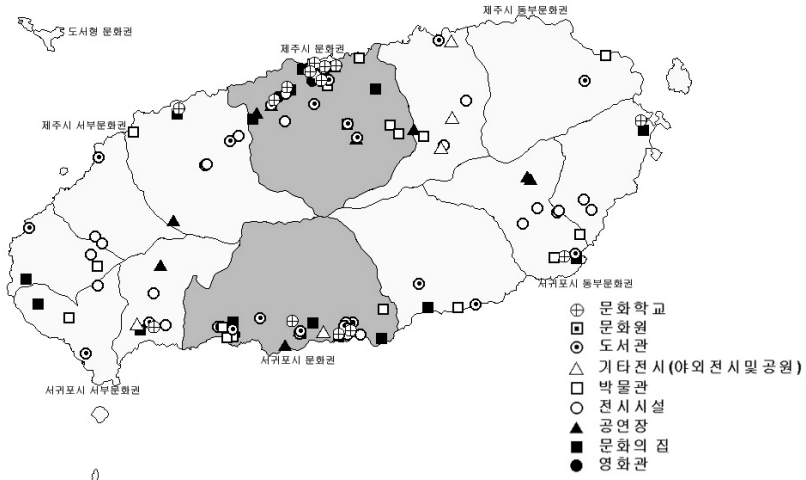 제주시 동부문화권
도서형 문화권
제주시 문화권
제주시 서부문화권
서귀포시 동부문화권
서귀포시 문화권
서귀포시 서부문화권
문화학교
문화원
도서관
기타전시(야외전시및공원)
박물관
전시시설
공연장
문화의 집
영화관